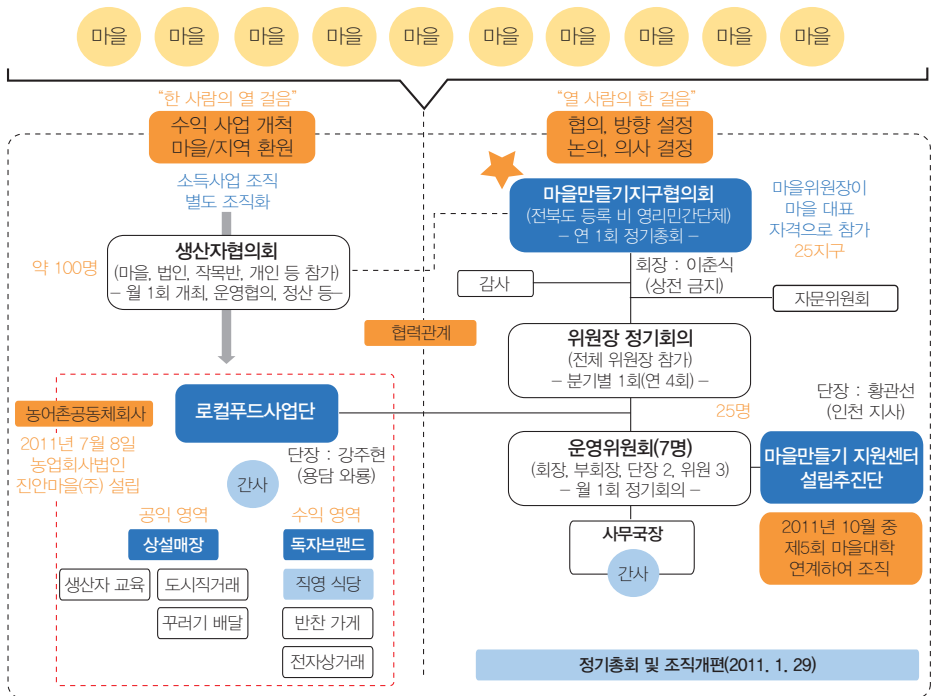 마을 마을 마을 마을 마을 마을 마을 마을 마을 마을
“한 사람의 열 걸음”
수익 사업 개척
마을/지역 환원
소득사업 조직
별도 조직화
약 100명
생산자협의회
(마을, 법인, 작목반, 개인 등 참가)
– 월 1회 개최, 운영협의, 정산 등–
협력관계
농어촌공동체회사
2011년 7월 8일
농업회사법인
진안마을(주) 설립
로컬푸드사업단
단장 : 강주현
(용담 와룡)
간사
공익 영역
상설매장
생산자 교육
도시직거래
꾸러기 배달
수익 영역
독자브랜드
직영 식당
반찬 가게
전자상거래
“열 사람의 한 걸음”
협의, 방향 설정
논의, 의사 결정
마을만들기지구협의회
(전북도 등록 비 영리민간단체)
– 연 1회 정기총회 –
마을위원장이
마을 대표
자격으로 참가
25지구
회장 : 이춘식
(상전 금지)
감사
자문위원회
위원장 정기회의
(전체 위원장 참가)
– 분기별 1회(연 4회) –
25명
운영위원회(7명)
(회장, 부회장, 단장 2, 위원 3)
– 월 1회 정기회의 –
단장 : 황관선
(인천 지사)
마을만들기 지원센터
설립추진단
2011년 10월 중
제5회 마을대학
연계하여 조직
사무국장
간사
정기총회 및 조직개편(2011. 1. 29)